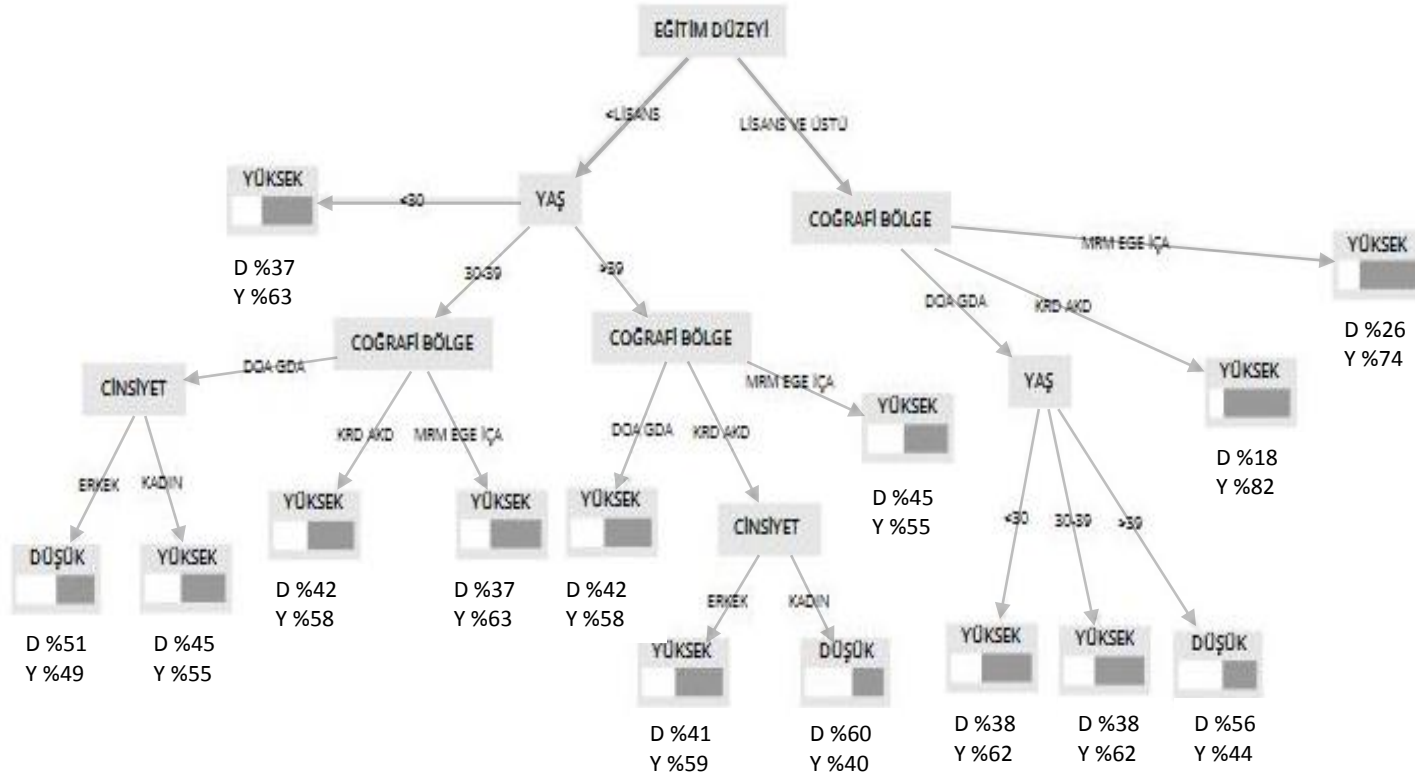 EĞİTİM DÜZEYİ
<LİSANS
LİSANS VE ÜSTÜ
YÜKSEK
<30
YAŞ
COĞRAFİ BÖLGE
MRM EGE İÇA
YÜKSEK
D %37
Y %63
30-39
>39
DOA GDA
KRD AKD
D %26
Y %74
COĞRAFİ BÖLGE
COĞRAFİ BÖLGE
DOA GDA
CİNSİYET
MRM EGE İÇA
YÜKSEK
YAŞ
YÜKSEK
KRD AKD
MRM EGE İÇA
DOA GDA
KRD AKD
D %18
Y %82
ERKEK
KADIN
YÜKSEK
YÜKSEK
YÜKSEK
D %45
Y %55
CİNSİYET
<30
30-39
>39
DÜŞÜK
YÜKSEK
D %42
Y %58
D %37
Y %63
D %42
Y %58
ERKEK
KADIN
D %51
Y %49
D %45
Y %55
YÜKSEK
DÜŞÜK
YÜKSEK
YÜKSEK
DÜŞÜK
D %41
Y %59
D %60
Y %40
D %38
Y %62
D %38
Y %62
D %56
Y %44